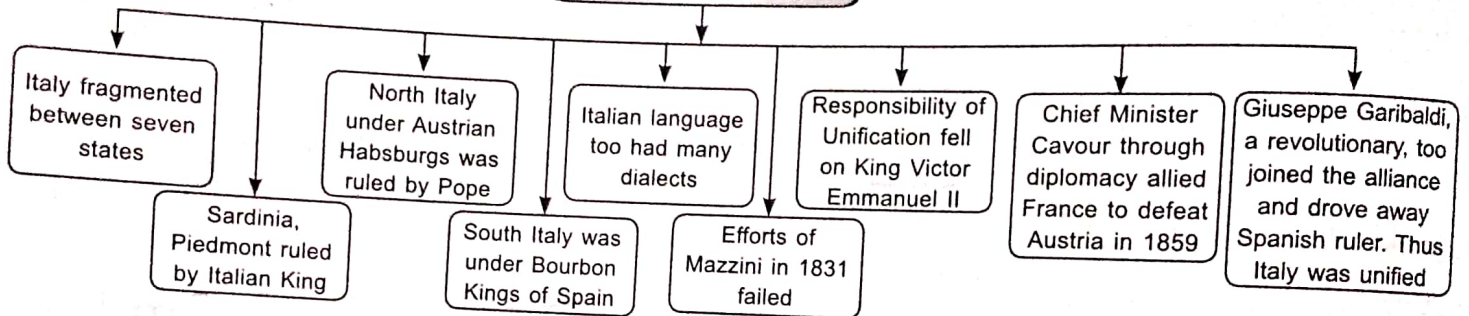 Italy fragmented
between seven
states
Sardinia,
Piedmont ruled
by Italian King
North Italy
under Austrian
Habsburgs was
ruled by Pope
South Italy was
under Bourbon
Kings of Spain
Italian language
too had many
dialects
Efforts of
Mazzini in 1831
failed
Responsibility of
Unification fell
on King Victor
Emmanuel II
Chief Minister
Cavour through
diplomacy allied
France to defeat
Austria in 1859
Giuseppe Garibaldi,
a revolutionary, too
joined the alliance
and drove away
Spanish ruler. Thus
Italy was unified